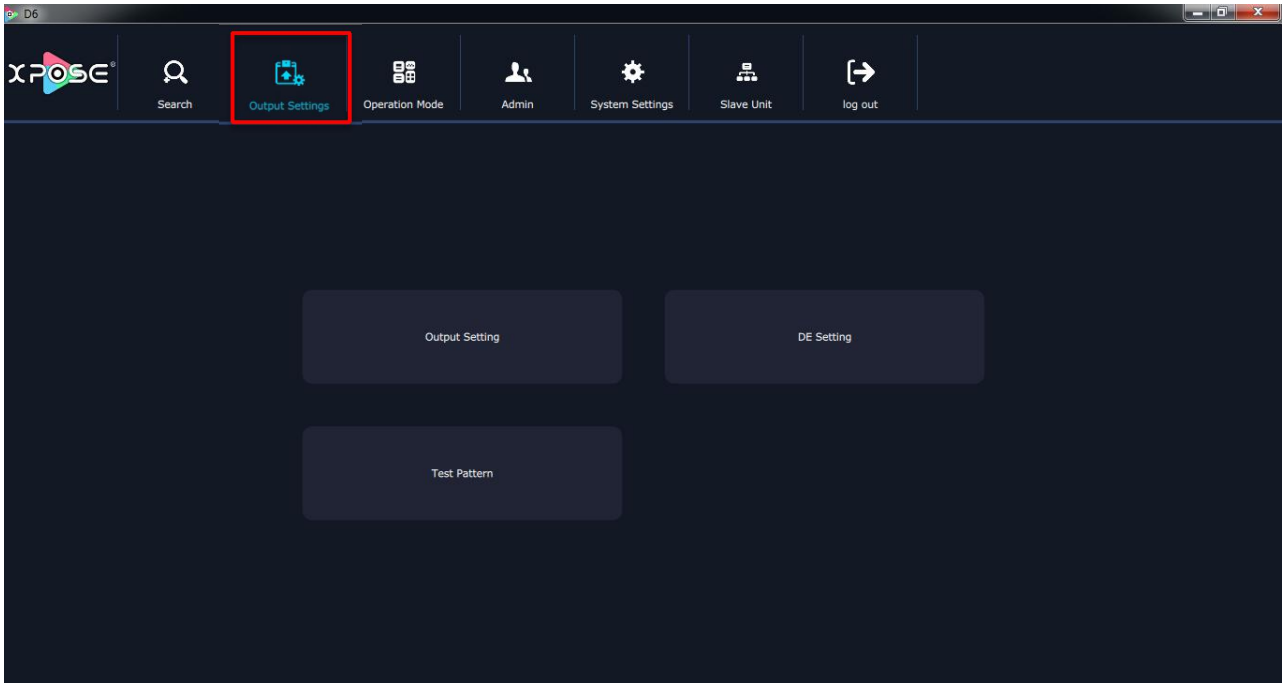 D6
XPOSE®
Search
Output Settings
Operation Mode
Admin
System Settings
Slave Unit
log out
Output Setting
DE Setting
Test Pattern